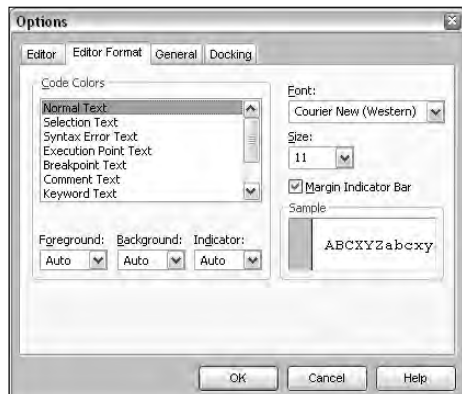 Options
Editor Editor Format General Docking
Code Colors
Normal Text
Selection Text
Syntax Error Text
Execution Point Text
Breakpoint Text
Comment Text
Keyword Text
Foreground: Background: Indicator:
Auto Auto Auto
Font:
Courier New (Western)
Size:
11
Margin Indicator Bar
Sample
ABCXYZabcxy
OK Cancel Help